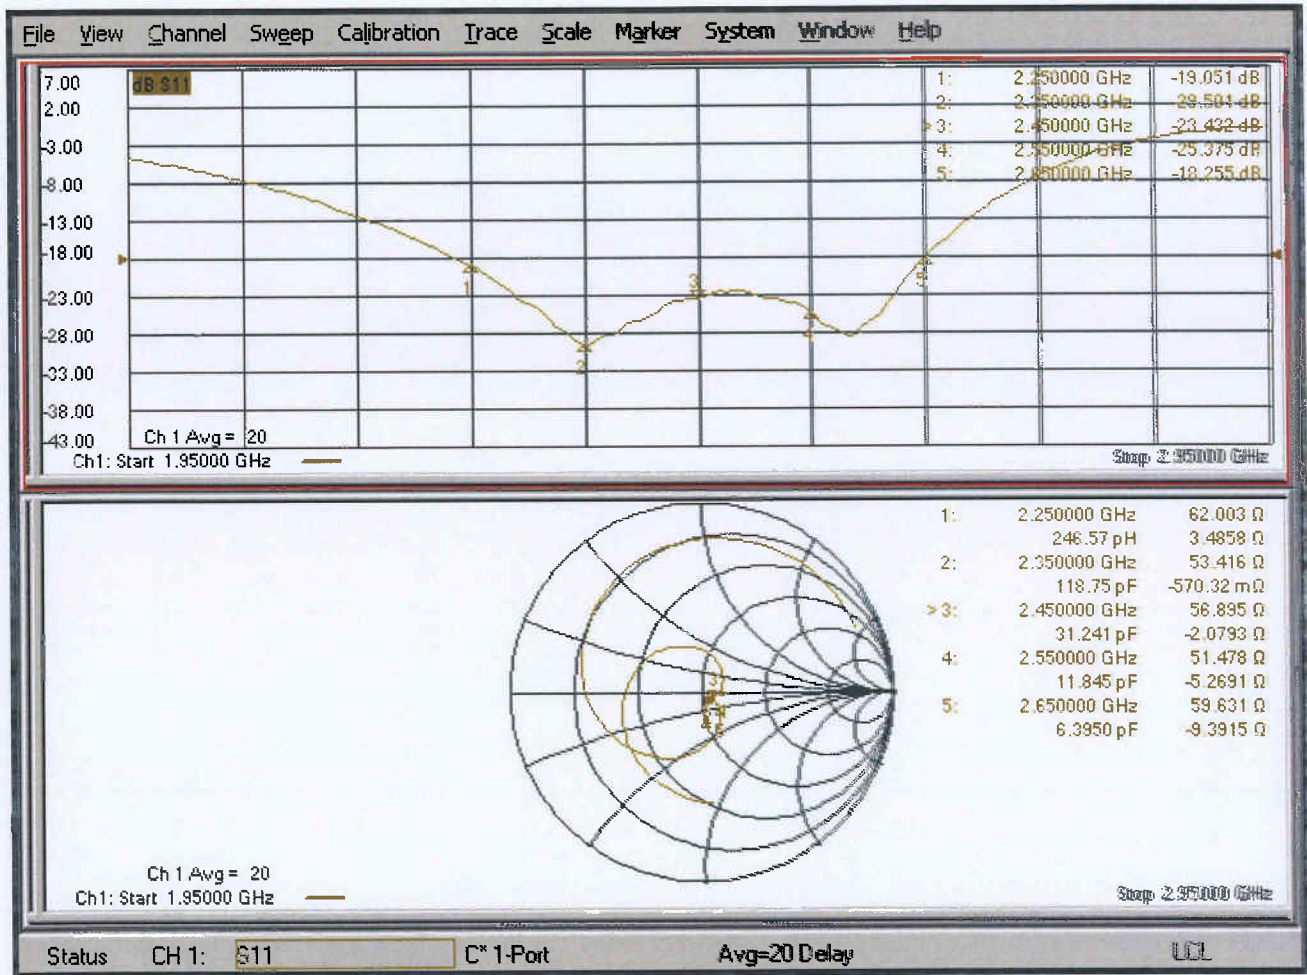 File View Channel Sweep Calibration Trace Scale Marker System Window Help
7.00
2.00
-3.00
-8.00
-13.00
-18.00
-23.00
-28.00
-33.00
-38.00
-43.00
dB S11
1: 2.250000 GHz -19.051 dB
2: 2.350000 GHz -29.501 dB
> 3: 2.450000 GHz -23.432 dB
4: 2.550000 GHz -25.375 dB
5: 2.650000 GHz -18.255 dB
1
2
3
4
5
Ch 1 Avg = 20
Ch1: Start 1.95000 GHz
Stop 2.95000 GHz
1: 2.250000 GHz 62.003 Ω
246.57 pH 3.4858 Ω
2: 2.350000 GHz 53.416 Ω
118.75 pF -570.32 mΩ
> 3: 2.450000 GHz 56.895 Ω
31.241 pF -2.0793 Ω
4: 2.550000 GHz 51.478 Ω
11.845 pF -5.2691 Ω
5: 2.650000 GHz 59.631 Ω
6.3950 pF -9.3915 Ω
Ch 1 Avg = 20
Ch1: Start 1.95000 GHz
Stop 2.95000 GHz
Status CH 1: S11 C* 1-Port Avg=20 Delay LCL